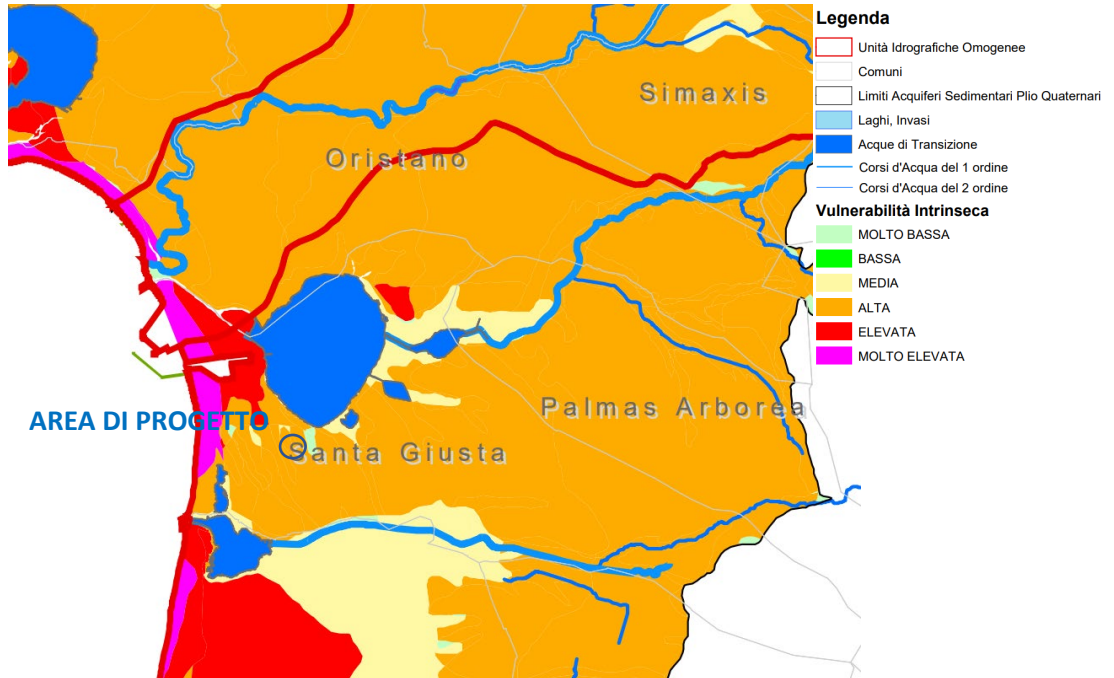 Legenda
Unità Idrografiche Omogenee
Comuni
Limiti Acquiferi Sedimentari Plio Quaternari
Laghi, Invasi
Acque di Transizione
Corsi d'Acqua del 1 ordine
Corsi d'Acqua del 2 ordine
Vulnerabilità Intrinseca
MOLTO BASSA
BASSA
MEDIA
ALTA
ELEVATA
MOLTO ELEVATA
Simaxis
Oristano
Palmas Arborea
AREA DI PROGETTO
Santa Giusta